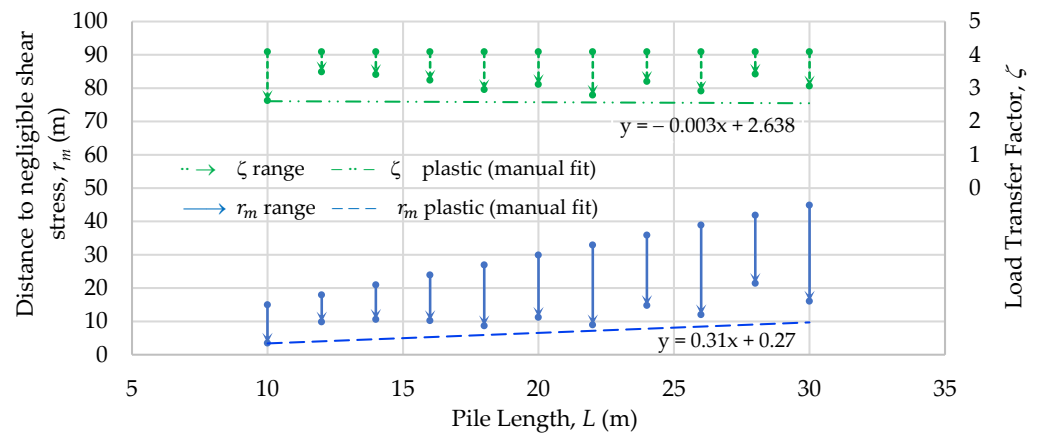 Distance to negligible shear
stress, rₘ (m)
100
90
80
70
60
50
40
30
20
10
0
5
4
3
2
1
0
Load Transfer Factor, ζ
y = – 0.003x + 2.638
ζ range
ζ plastic (manual fit)
rₘ range
rₘ plastic (manual fit)
y = 0.31x + 0.27
5
10
15
20
25
30
35
Pile Length, L (m)